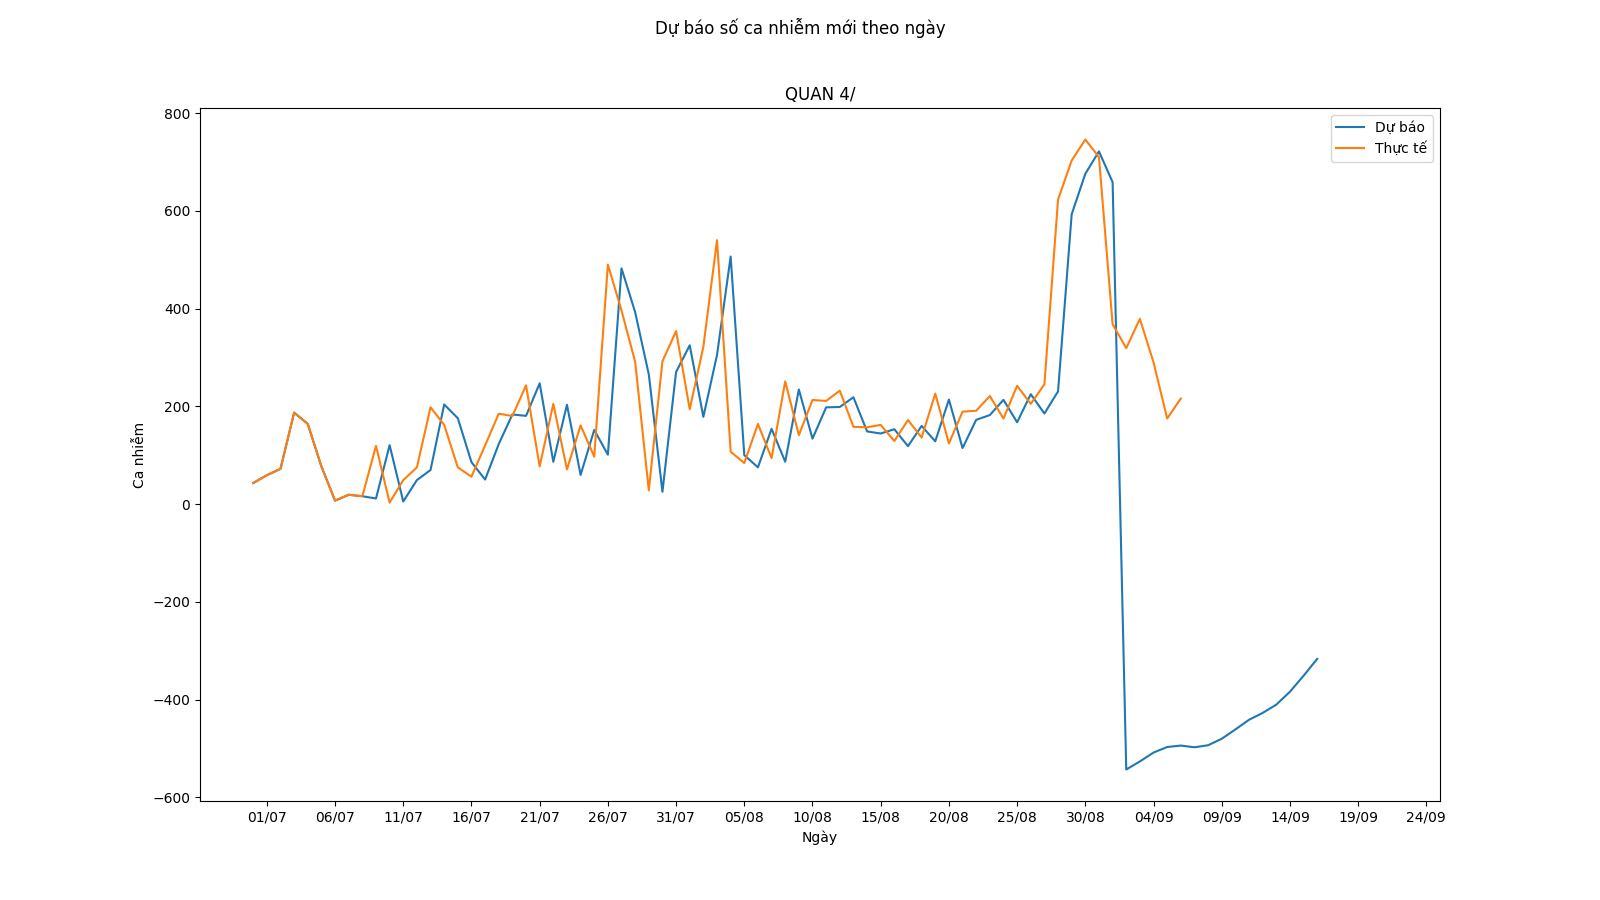 Dự báo số ca nhiễm mới theo ngày
QUAN 4/
Dự báo
Thực tế
800
600
400
200
0
−200
−400
−600
Ca nhiễm
01/07 06/07 11/07 16/07 21/07 26/07 31/07 05/08 10/08 15/08 20/08 25/08 30/08 04/09 09/09 14/09 19/09 24/09
Ngày